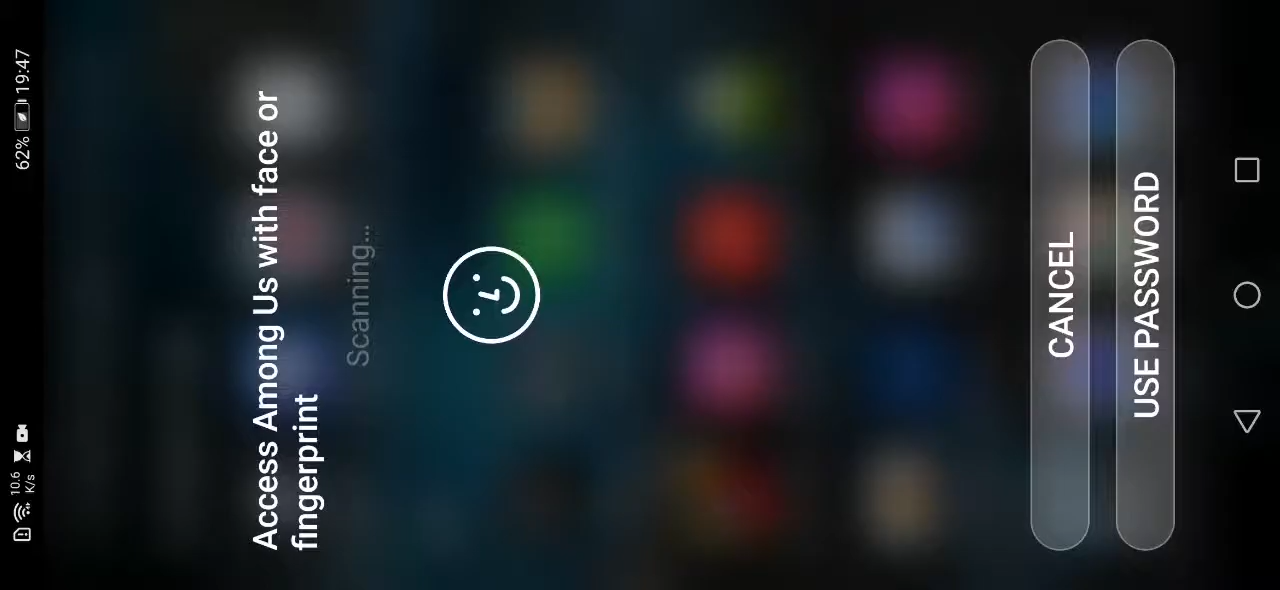 10.6
K/s
62% 19:47
Access Among Us with face or
fingerprint
Scanning...
CANCEL
USE PASSWORD